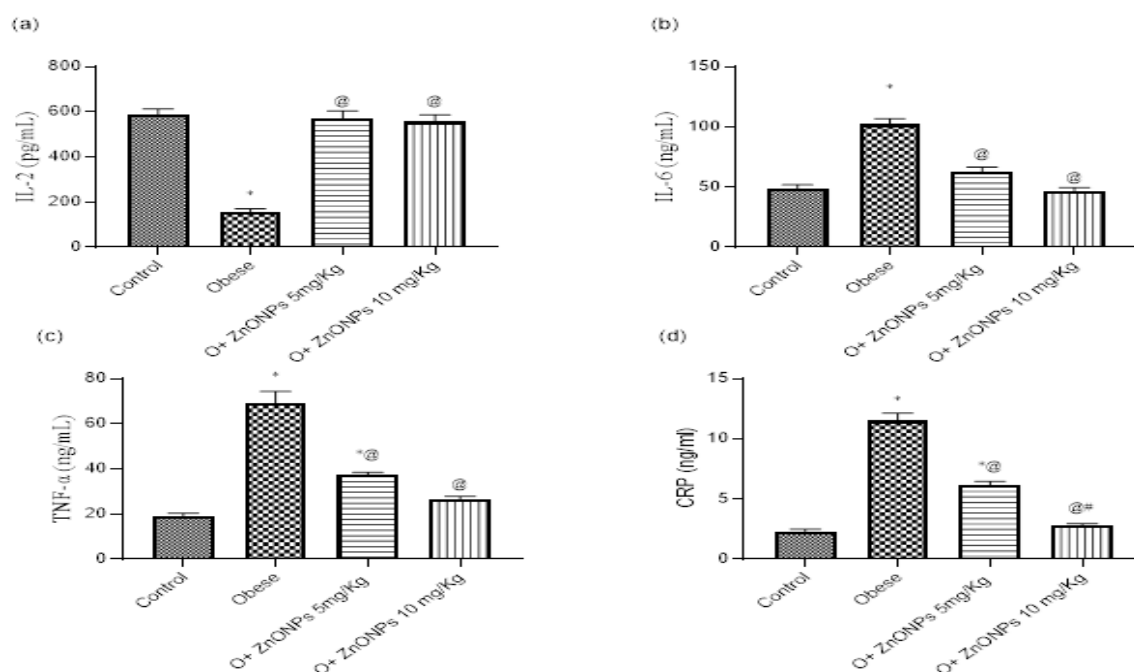 (a)
IL-2 (pg/mL)
800
600
400
200
0
@
@
*
Control
Obese
O+ ZnONPs 5mg/Kg
O+ ZnONPs 10 mg/Kg
(b)
IL-6 (ng/mL)
150
100
50
0
*
@
@
Control
Obese
O+ ZnONPs 5mg/Kg
O+ ZnONPs 10 mg/Kg
(c)
TNF-α (ng/mL)
80
60
40
20
0
*
*@
@
Control
Obese
O+ ZnONPs 5mg/Kg
O+ ZnONPs 10 mg/Kg
(d)
CRP (ng/ml)
15
10
5
0
*
*@
@#
Control
Obese
O+ ZnONPs 5mg/Kg
O+ ZnONPs 10 mg/Kg